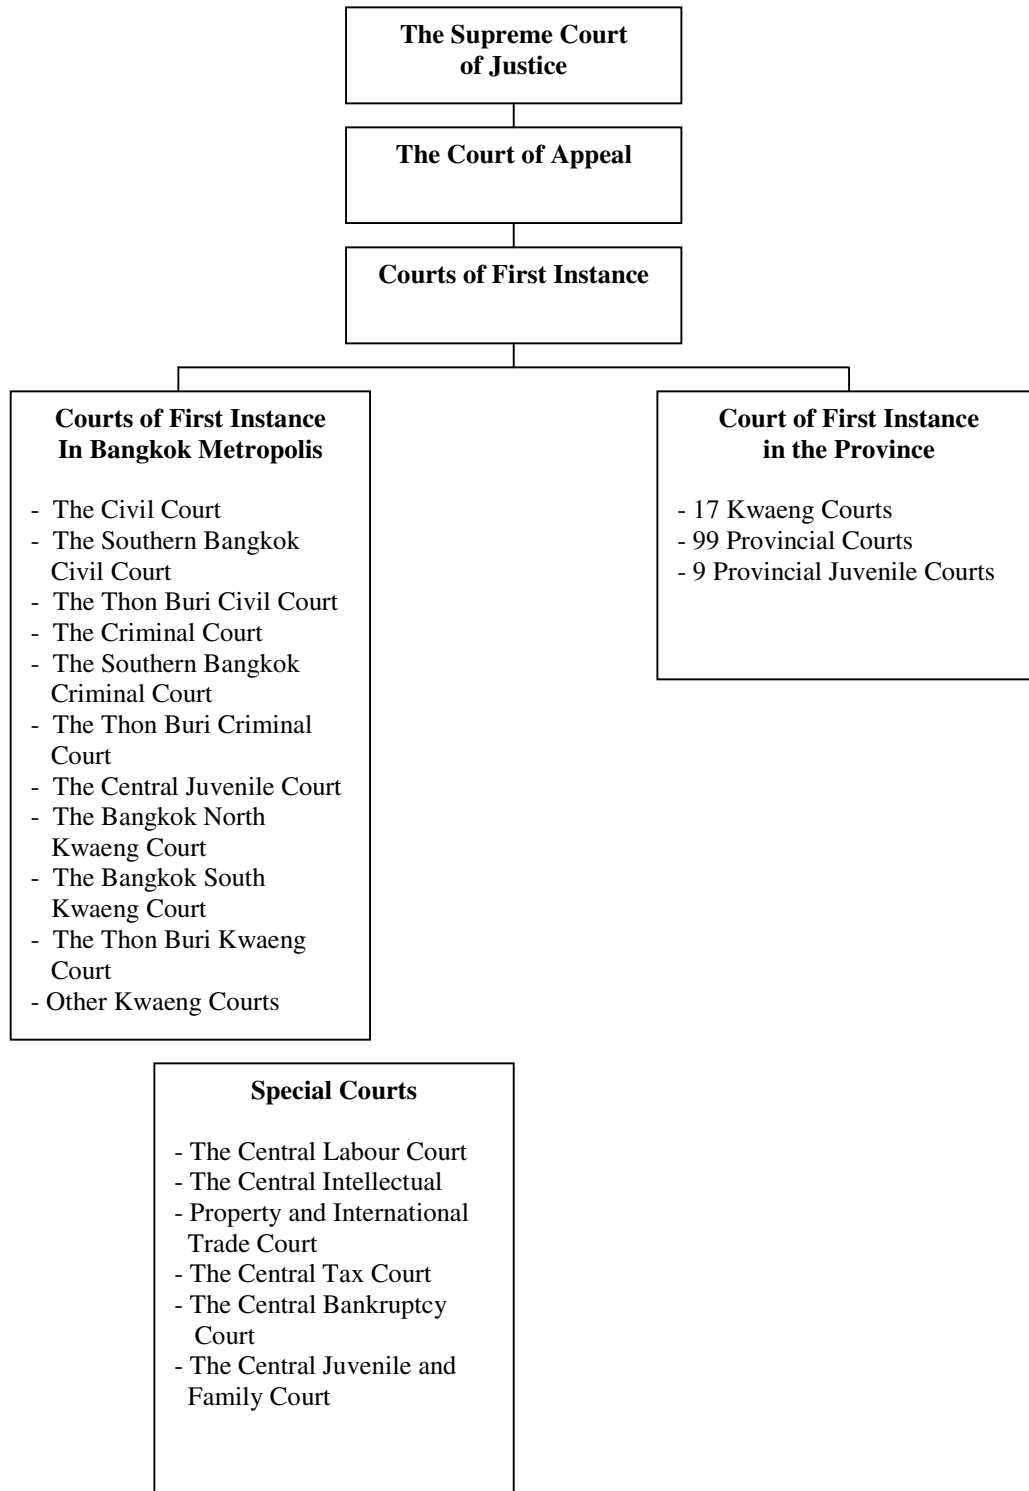 The Supreme Court
of Justice
The Court of Appeal
Courts of First Instance
Courts of First Instance
In Bangkok Metropolis
- The Civil Court
- The Southern Bangkok
Civil Court
- The Thon Buri Civil Court
- The Criminal Court
- The Southern Bangkok
Criminal Court
- The Thon Buri Criminal
Court
- The Central Juvenile Court
- The Bangkok North
Kwaeng Court
- The Bangkok South
Kwaeng Court
- The Thon Buri Kwaeng
Court
- Other Kwaeng Courts
Court of First Instance
in the Province
- 17 Kwaeng Courts
- 99 Provincial Courts
- 9 Provincial Juvenile Courts
Special Courts
- The Central Labour Court
- The Central Intellectual
- Property and International
Trade Court
- The Central Tax Court
- The Central Bankruptcy
Court
- The Central Juvenile and
Family Court